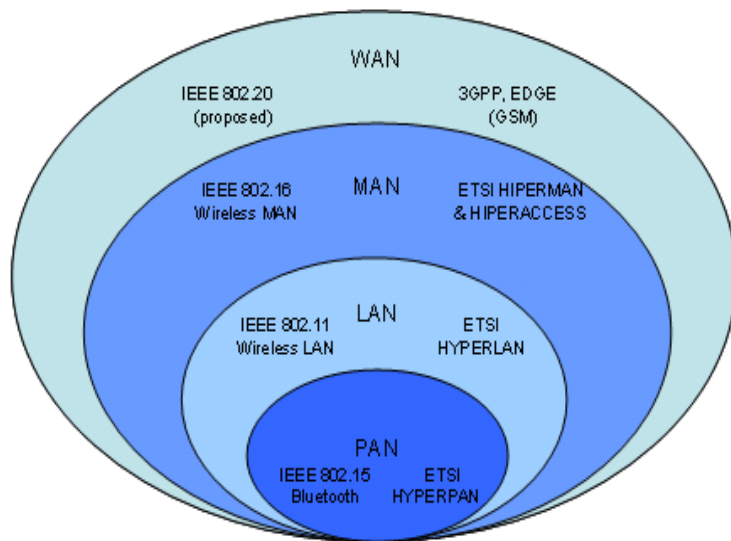 WAN
IEEE 802.20
(proposed)
3GPP, EDGE
(GSM)
MAN
IEEE 802.16
Wireless MAN
ETSI HIPERMAN
& HIPERACCESS
LAN
IEEE 802.11
Wireless LAN
ETSI
HYPERLAN
PAN
IEEE 802.15
Bluetooth
ETSI
HYPERPAN